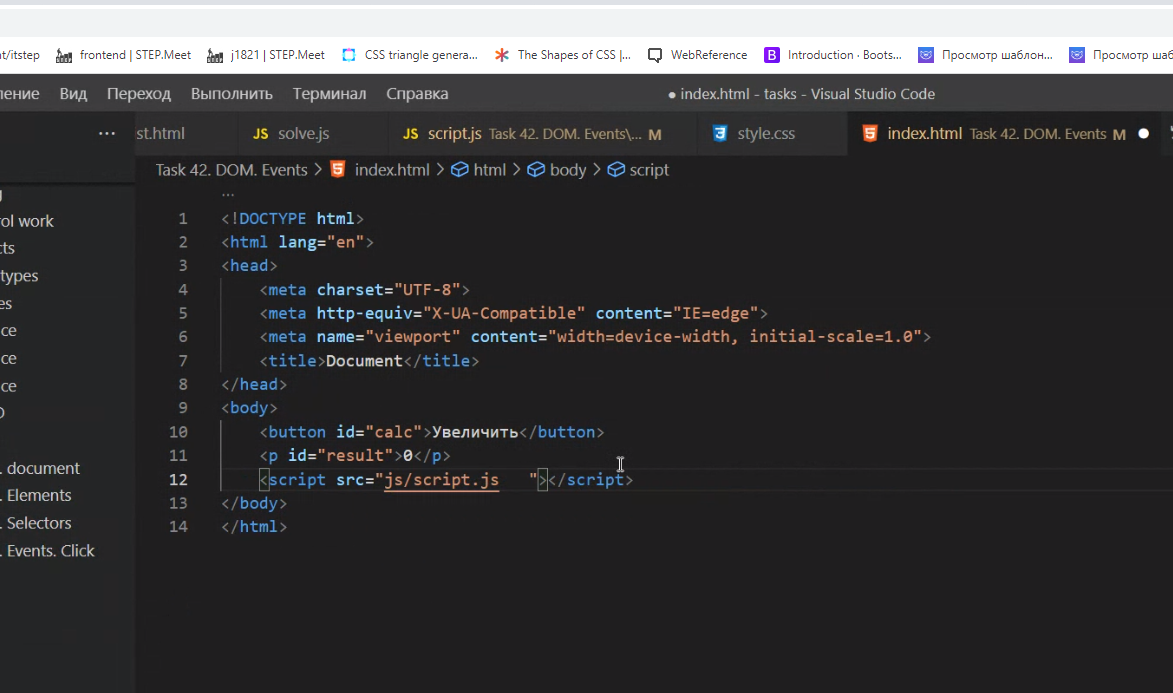 t/itstep frontend | STEP.Meet j1821 | STEP.Meet CSS triangle genera... The Shapes of CSS |... WebReference B Introduction · Boots... Просмотр шаблон... Просмотр шаб
ление Вид Переход Выполнить Терминал Справка ● index.html - tasks - Visual Studio Code
... st.html JS solve.js JS script.js Task 42. DOM. Events\... M style.css index.html Task 42. DOM. Events M ●
Task 42. DOM. Events > index.html > html > body > script
...
1 <!DOCTYPE html>
2 <html lang="en">
3 <head>
4 <meta charset="UTF-8">
5 <meta http-equiv="X-UA-Compatible" content="IE=edge">
6 <meta name="viewport" content="width=device-width, initial-scale=1.0">
7 <title>Document</title>
8 </head>
9 <body>
10 <button id="calc">Увеличить</button>
11 <p id="result">0</p>
12 <script src="js/script.js   "></script>
13 </body>
14 </html>
rol work
cts
types
es
ce
ce
ce
. document
. Elements
. Selectors
. Events. Click